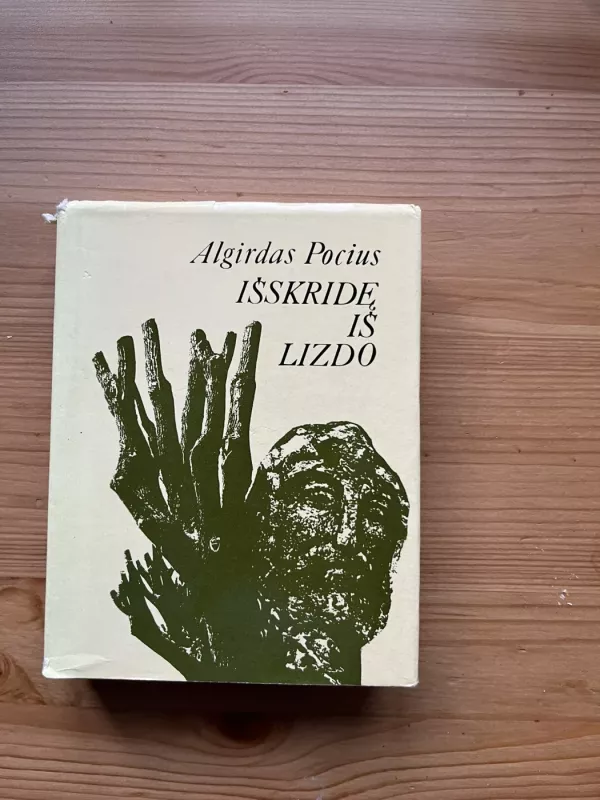 Algirdas Pocius
IŠSKRIDĘ
IŠ
LIZDO